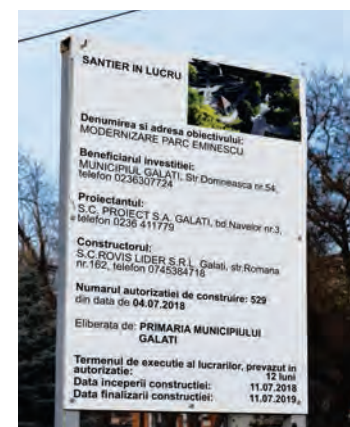 SANTIER IN LUCRU
Denumirea si adresa obiectivului:
MODERNIZARE PARC EMINESCU
Beneficiarul investitiei:
MUNICIPIUL GALATI, Str.Domneasca nr.54,
telefon 0236307724
Proiectantul:
S.C. PROIECT S.A. GALATI, bd.Navelor nr.3,
telefon 0236 411779
Constructorul:
S.C.ROVIS LIDER S.R.L. Galati, str.Romana
nr.162, telefon 0745384718
Numarul autorizatiei de construire: 529
din data de 04.07.2018
Eliberata de: PRIMARIA MUNICIPIULUI
GALATI
Termenul de executie al lucrarilor, prevazut in
autorizatie: 12 luni
Data inceperii constructiei: 11.07.2018
Data finalizarii constructiei: 11.07.2019